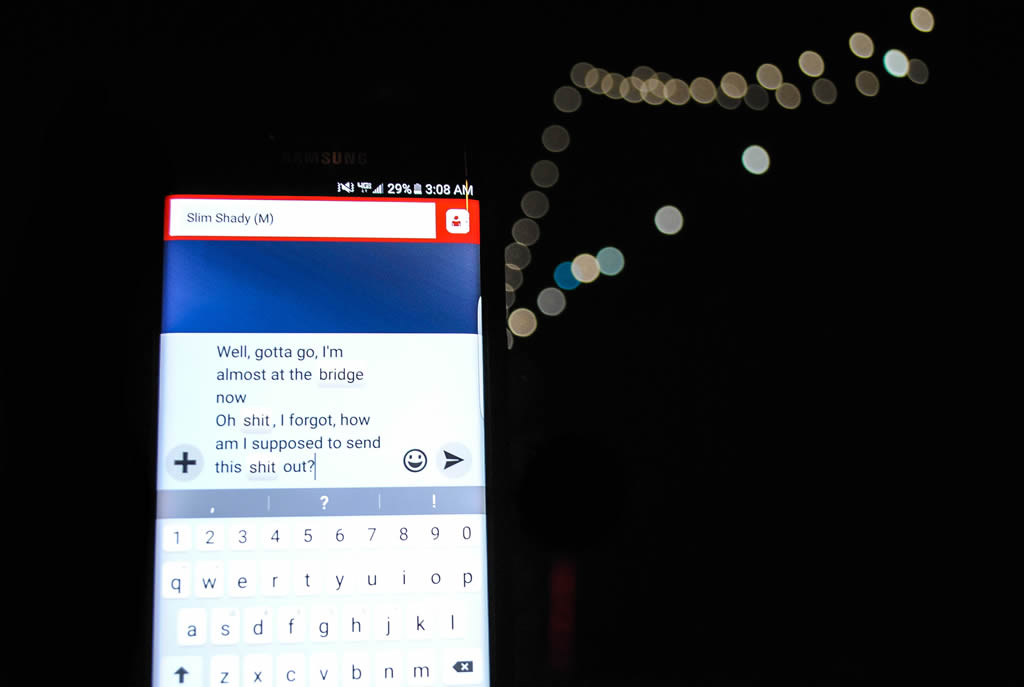 SAMSUNG
4G 29% 3:08 AM
Slim Shady (M)
Well, gotta go, I'm
almost at the bridge
now
Oh shit, I forgot, how
am I supposed to send
this shit out?
, ? !
1 2 3 4 5 6 7 8 9 0
q w e r t y u i o p
a s d f g h j k l
z x c v b n m